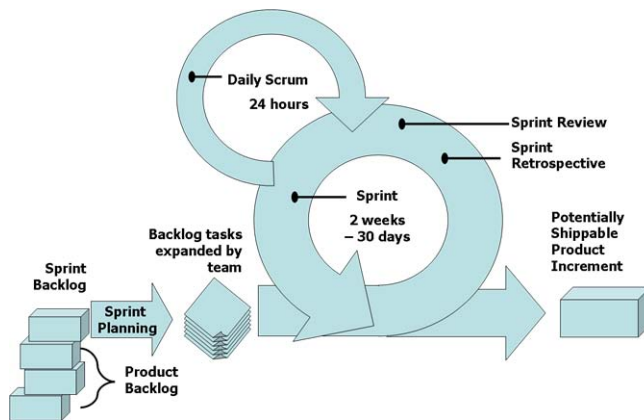 Daily Scrum
24 hours
Sprint Review
Sprint
Retrospective
Sprint
2 weeks
– 30 days
Backlog tasks
expanded by
team
Potentially
Shippable
Product
Increment
Sprint
Backlog
Sprint
Planning
Product
Backlog